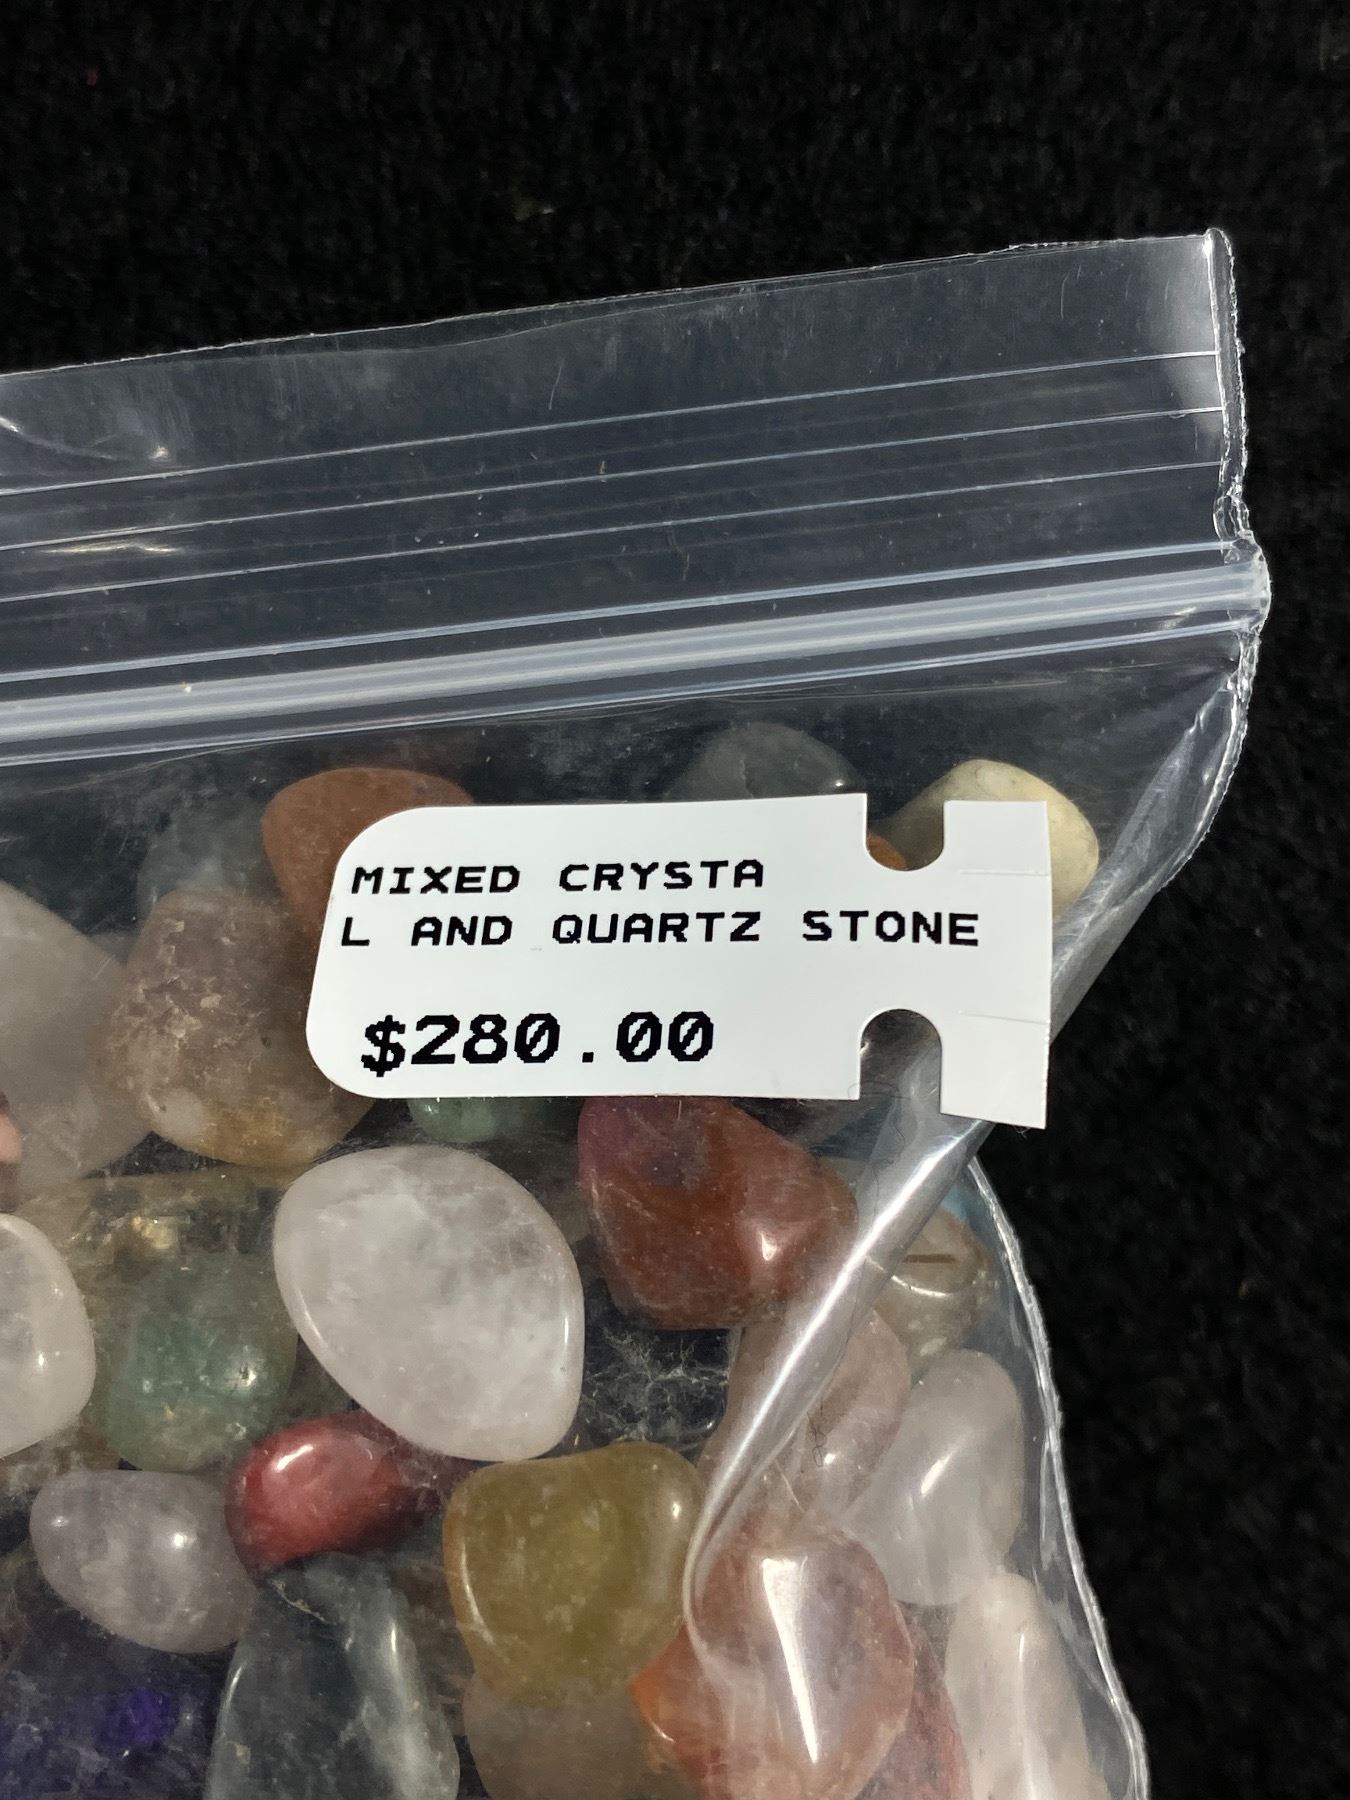 MIXED CRYSTA
L AND QUARTZ STONE
$280.00